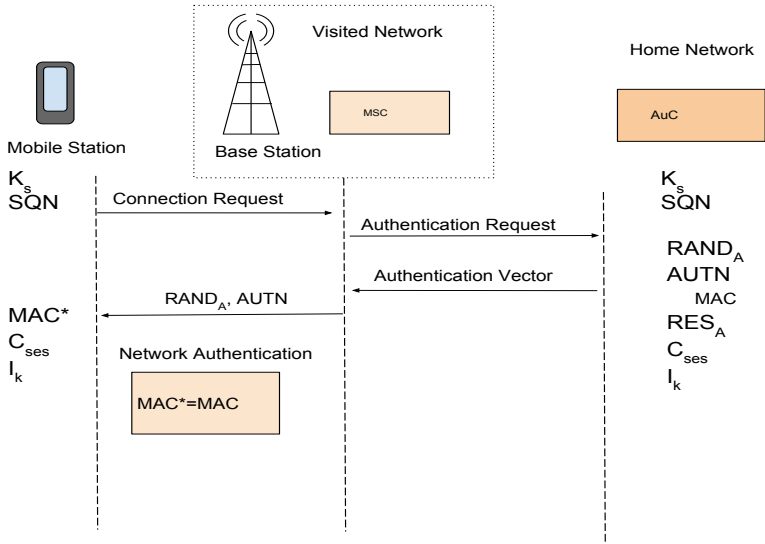 Visited Network
Home Network
MSC
AuC
Mobile Station
Base Station
K_s
SQN
K_s
SQN
Connection Request
Authentication Request
Authentication Vector
RAND_A, AUTN
RAND_A
AUTN
MAC
RES_A
C_ses
I_k
MAC*
C_ses
I_k
Network Authentication
MAC*=MAC